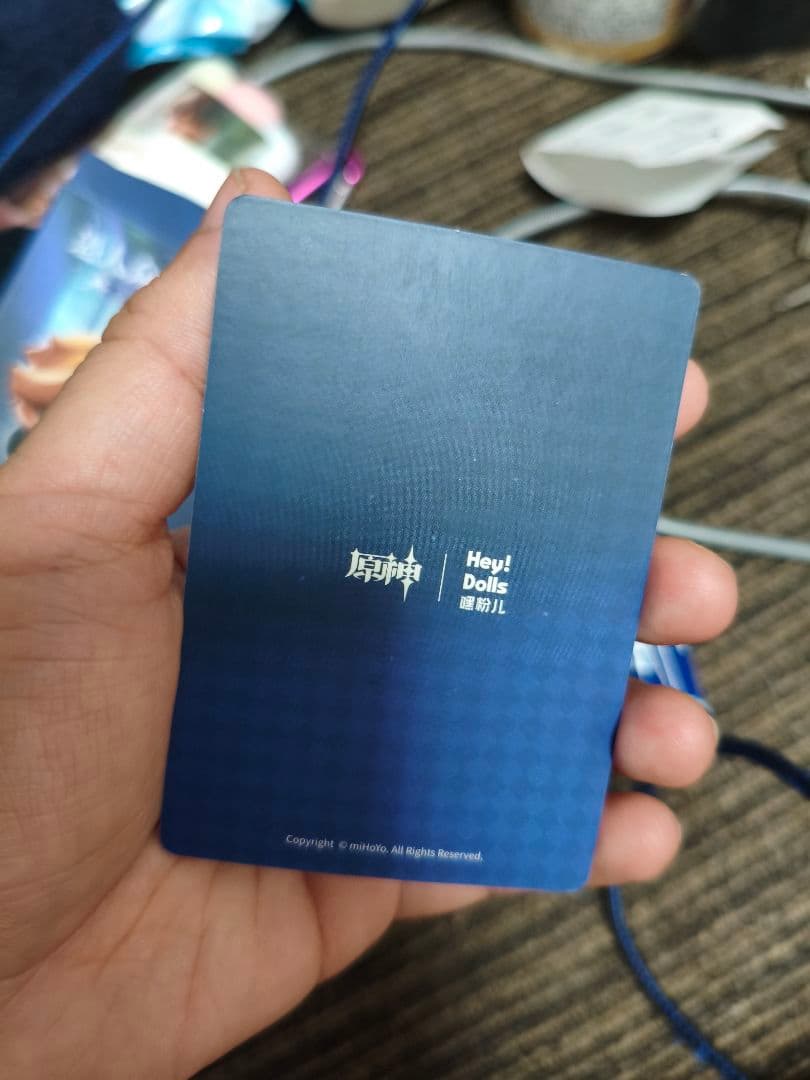 原神
Hey!
Dolls
嘿粉儿
Copyright © miHoYo. All Rights Reserved.